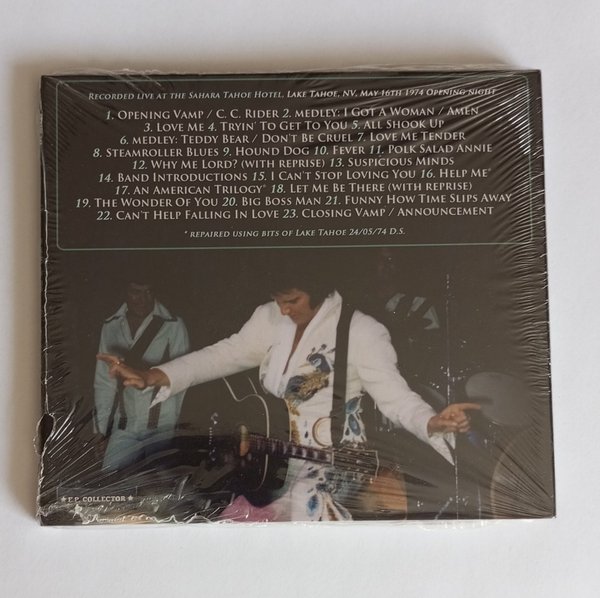 Recorded live at the Sahara Tahoe Hotel, Lake Tahoe, NV, May 16th 1974 Opening night
1. Opening Vamp / C. C. Rider 2. medley: I Got A Woman / Amen
3. Love Me 4. Tryin' To Get To You 5. All Shook Up
6. medley: Teddy Bear / Don't Be Cruel 7. Love Me Tender
8. Steamroller Blues 9. Hound Dog 10. Fever 11. Polk Salad Annie
12. Why Me Lord? (with reprise) 13. Suspicious Minds
14. Band Introductions 15. I Can't Stop Loving You 16. Help Me*
17. An American Trilogy* 18. Let Me Be There (with reprise)
19. The Wonder Of You 20. Big Boss Man 21. Funny How Time Slips Away
22. Can't Help Falling In Love 23. Closing Vamp / Announcement
* repaired using bits of Lake Tahoe 24/05/74 D.S.
★ E.P. COLLECTOR ★